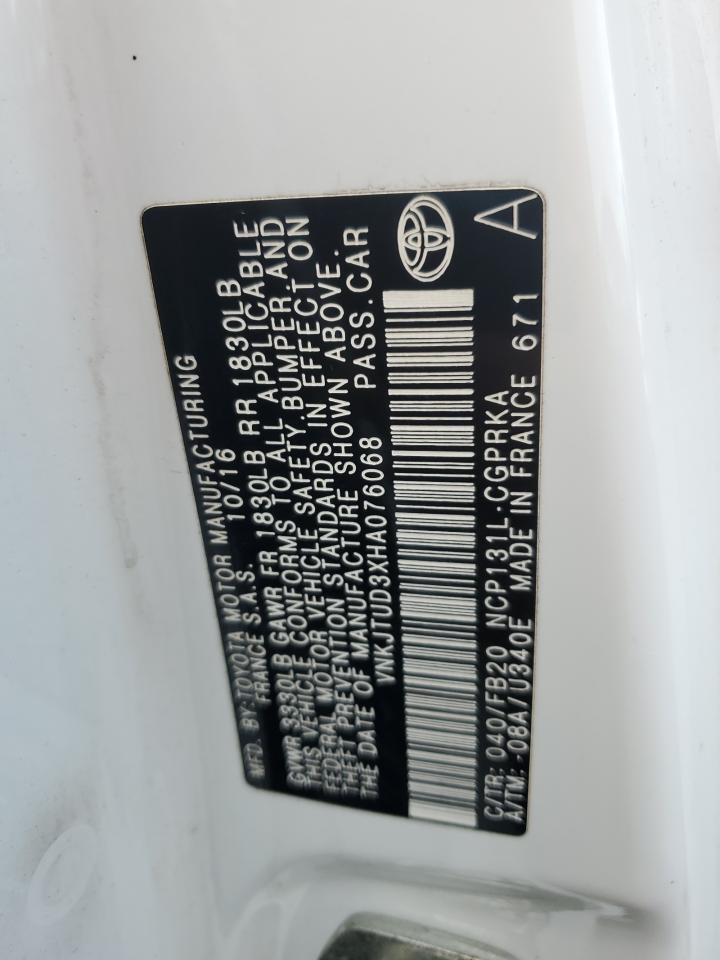 MFD. BY:TOYOTA MOTOR MANUFACTURING
FRANCE S.A.S. 10/16
GVWR 3330LB GAWR FR 1830LB RR 1830LB
THIS VEHICLE CONFORMS TO ALL APPLICABLE
FEDERAL MOTOR VEHICLE SAFETY,BUMPER,AND
THEFT PREVENTION STANDARDS IN EFFECT ON
THE DATE OF MANUFACTURE SHOWN ABOVE.
VNKJTUD3XHA076068 PASS.CAR
C/TR: 040/FB20 NCP131L-CGPRKA
A/TM: -08A/U340E MADE IN FRANCE 671 A